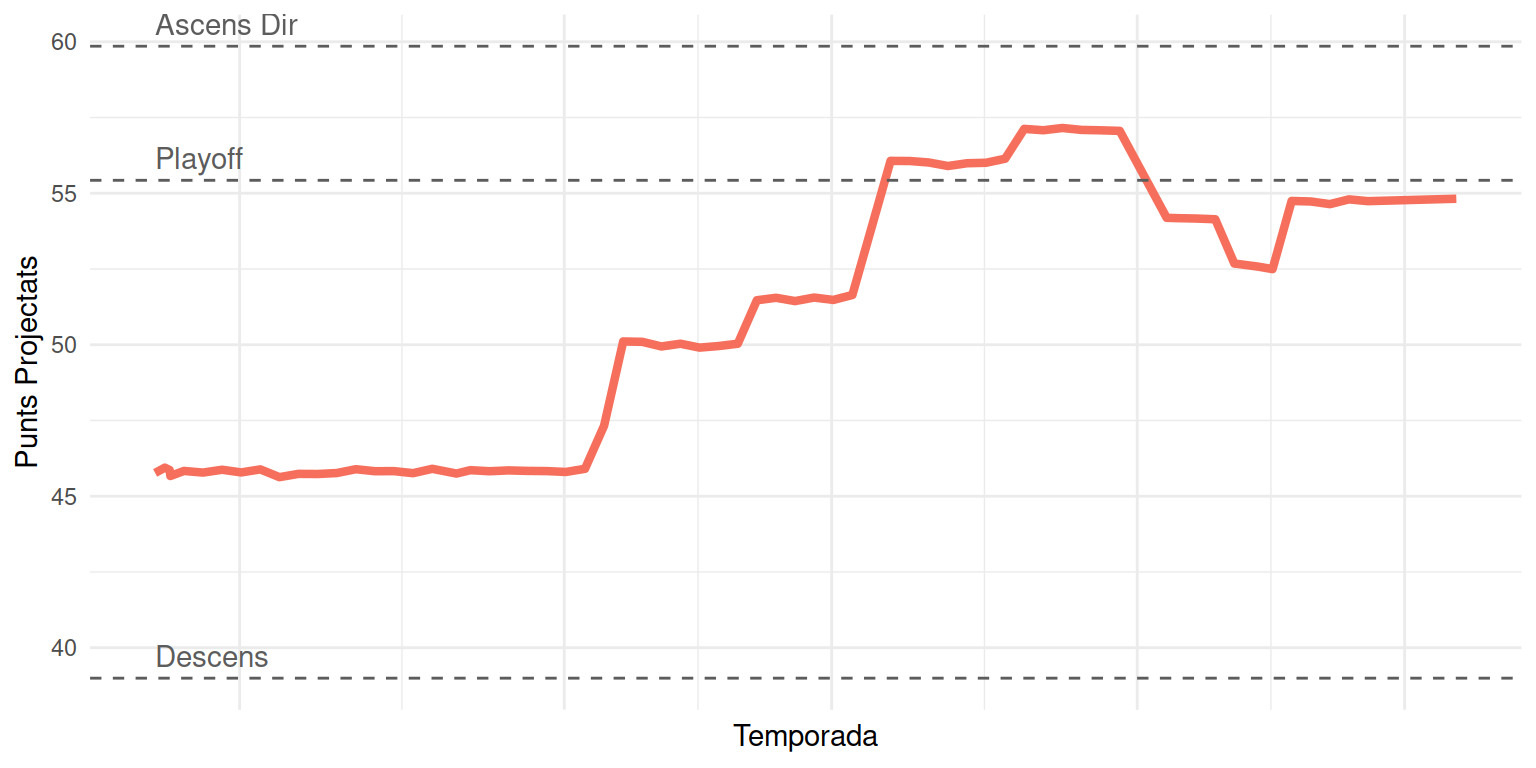 Ascens Dir
60
Playoff
55
Punts Projectats
50
45
40
Descens
Temporada